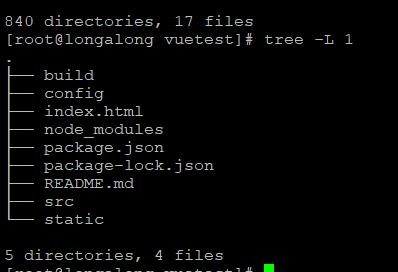 840 directories, 17 files
[root@longalong vuetest]# tree -L 1
.
├── build
├── config
├── index.html
├── node_modules
├── package.json
├── package-lock.json
├── README.md
├── src
└── static
5 directories, 4 files
[root@longalong vuetest]#